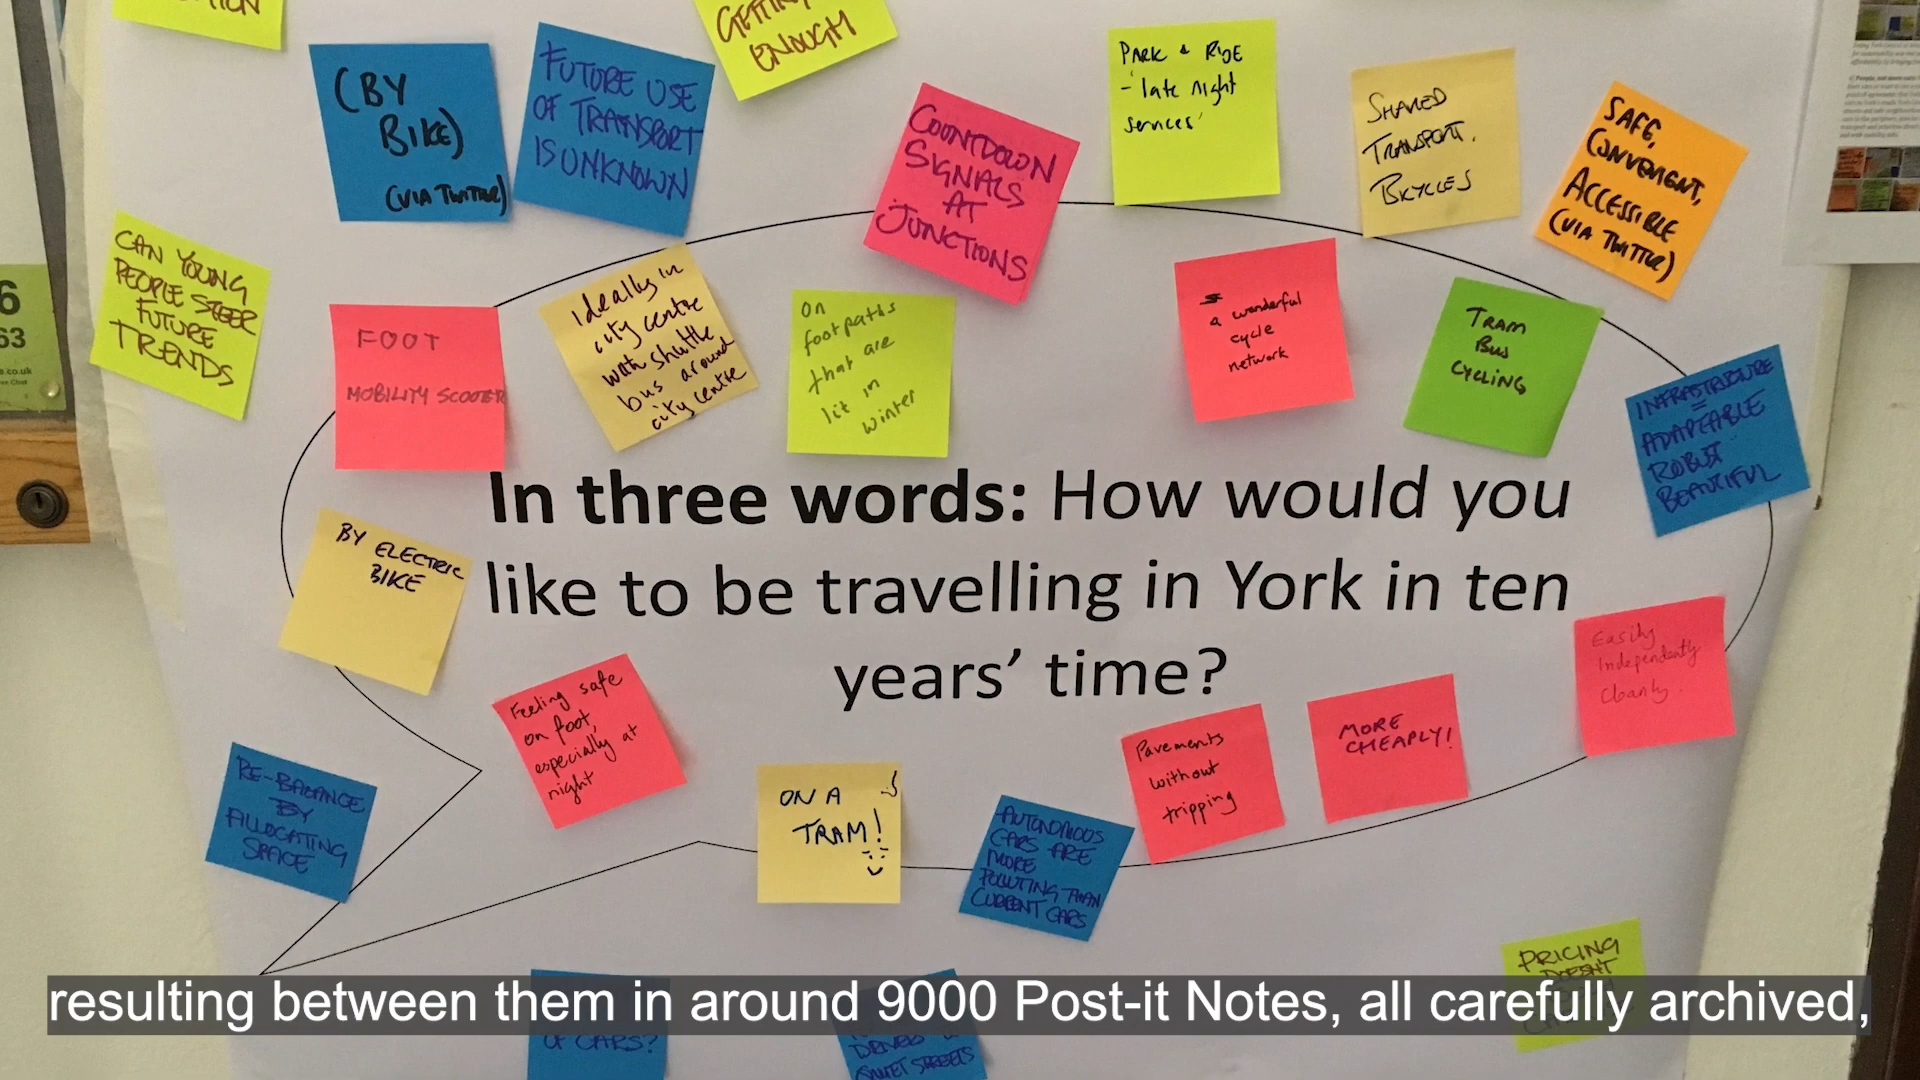 GETTING
ENOUGH
(BY
BIKE)
(VIA TWITTER)
FUTURE USE
OF TRANSPORT
IS UNKNOWN
COUNTDOWN
SIGNALS
AT
JUNCTIONS
PARK & RIDE
- late night
services
SHARED
TRANSPORT.
BICYCLES
SAFE,
CONVENIENT,
ACCESSIBLE
(VIA TWITTER)
CAN YOUNG
PEOPLE STEER
FUTURE
TRENDS
FOOT
MOBILITY SCOOTER
Ideally in
city centre
with shuttle
bus around
city centre
On
footpaths
that are
lit in
winter
a wonderful
cycle
network
TRAM
BUS
CYCLING
INFRASTRUCTURE
=
ADAPTABLE
ROBUST
BEAUTIFUL
In three words: How would you
like to be travelling in York in ten
years' time?
BY ELECTRIC
BIKE
Easily
Independently
Cleanly.
Feeling safe
on foot,
especially at
night
MORE
CHEAPLY!
Pavements
without
tripping
RE-BALANCE
BY
ALLOCATING
SPACE
ON A
TRAM!
AUTONOMOUS
CARS ARE
MORE
POLLUTING THAN
CURRENT CARS
PRICING
DOESN'T
resulting between them in around 9000 Post-it Notes, all carefully archived,
OF CARS?
QUIET STREETS
63